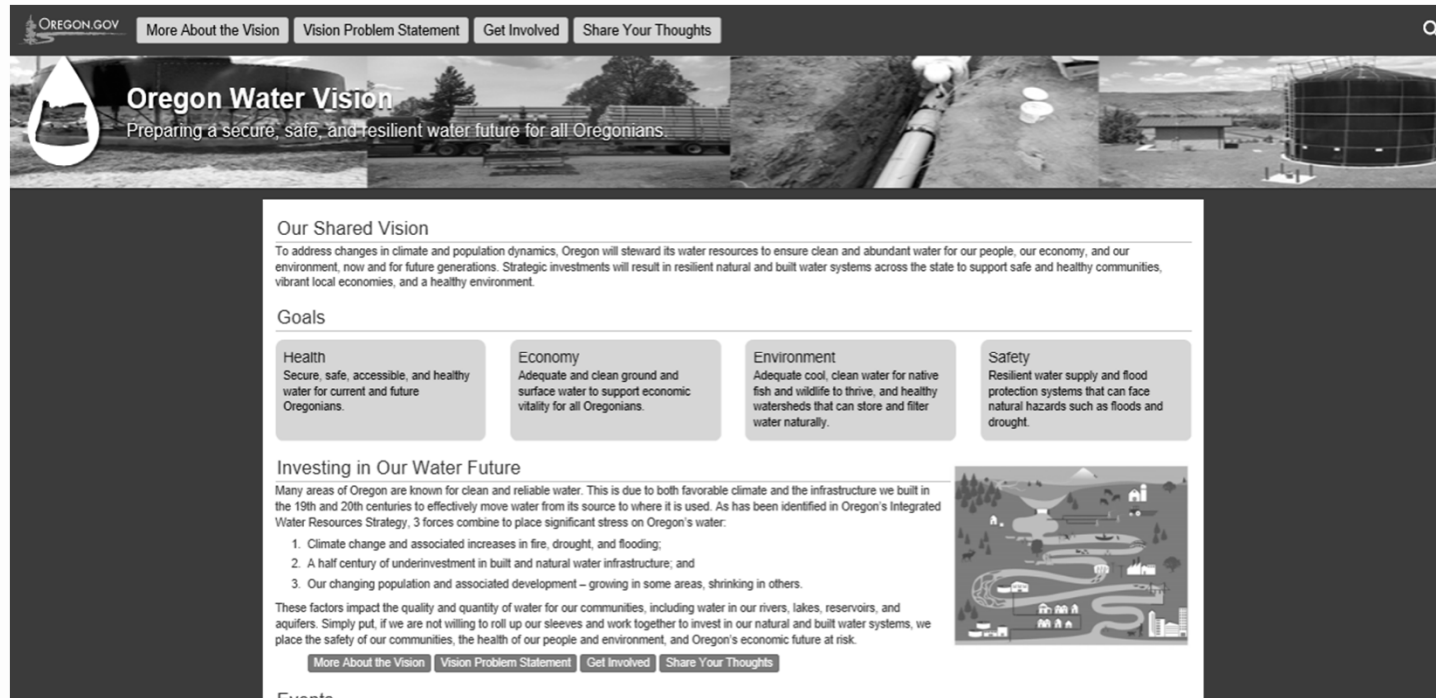 OREGON.GOV
More About the Vision
Vision Problem Statement
Get Involved
Share Your Thoughts
Oregon Water Vision
Preparing a secure, safe, and resilient water future for all Oregonians.
Our Shared Vision
To address changes in climate and population dynamics, Oregon will steward its water resources to ensure clean and abundant water for our people, our economy, and our
environment, now and for future generations. Strategic investments will result in resilient natural and built water systems across the state to support safe and healthy communities,
vibrant local economies, and a healthy environment.
Goals
Health
Secure, safe, accessible, and healthy
water for current and future
Oregonians.
Economy
Adequate and clean ground and
surface water to support economic
vitality for all Oregonians.
Environment
Adequate cool, clean water for native
fish and wildlife to thrive, and healthy
watersheds that can store and filter
water naturally.
Safety
Resilient water supply and flood
protection systems that can face
natural hazards such as floods and
drought.
Investing in Our Water Future
Many areas of Oregon are known for clean and reliable water. This is due to both favorable climate and the infrastructure we built in
the 19th and 20th centuries to effectively move water from its source to where it is used. As has been identified in Oregon's Integrated
Water Resources Strategy, 3 forces combine to place significant stress on Oregon's water:
1. Climate change and associated increases in fire, drought, and flooding;
2. A half century of underinvestment in built and natural water infrastructure; and
3. Our changing population and associated development – growing in some areas, shrinking in others.
These factors impact the quality and quantity of water for our communities, including water in our rivers, lakes, reservoirs, and
aquifers. Simply put, if we are not willing to roll up our sleeves and work together to invest in our natural and built water systems, we
place the safety of our communities, the health of our people and environment, and Oregon's economic future at risk.
More About the Vision
Vision Problem Statement
Get Involved
Share Your Thoughts
Events